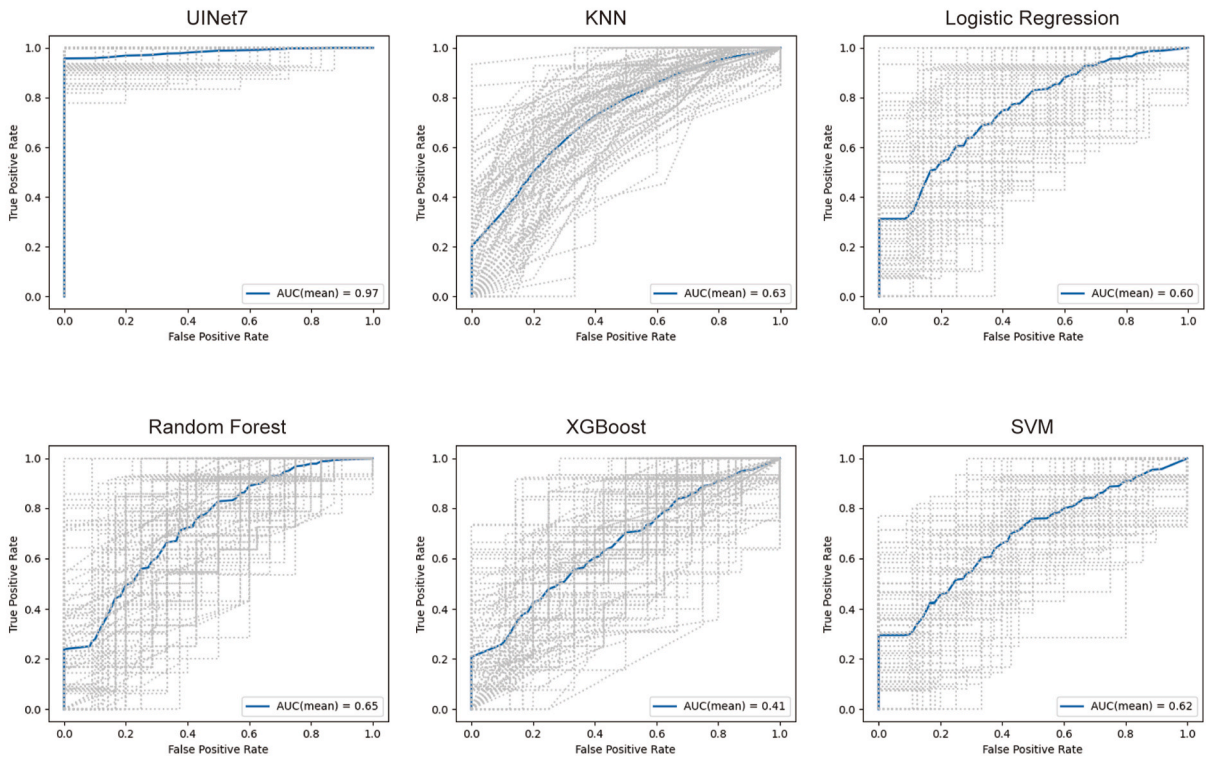 UINet7
1.0
0.8
0.6
0.4
0.2
0.0
True Positive Rate
AUC(mean) = 0.97
0.0 0.2 0.4 0.6 0.8 1.0
False Positive Rate
KNN
1.0
0.8
0.6
0.4
0.2
0.0
True Positive Rate
AUC(mean) = 0.63
0.0 0.2 0.4 0.6 0.8 1.0
False Positive Rate
Logistic Regression
1.0
0.8
0.6
0.4
0.2
0.0
True Positive Rate
AUC(mean) = 0.60
0.0 0.2 0.4 0.6 0.8 1.0
False Positive Rate
Random Forest
1.0
0.8
0.6
0.4
0.2
0.0
True Positive Rate
AUC(mean) = 0.65
0.0 0.2 0.4 0.6 0.8 1.0
False Positive Rate
XGBoost
1.0
0.8
0.6
0.4
0.2
0.0
True Positive Rate
AUC(mean) = 0.41
0.0 0.2 0.4 0.6 0.8 1.0
False Positive Rate
SVM
1.0
0.8
0.6
0.4
0.2
0.0
True Positive Rate
AUC(mean) = 0.62
0.0 0.2 0.4 0.6 0.8 1.0
False Positive Rate